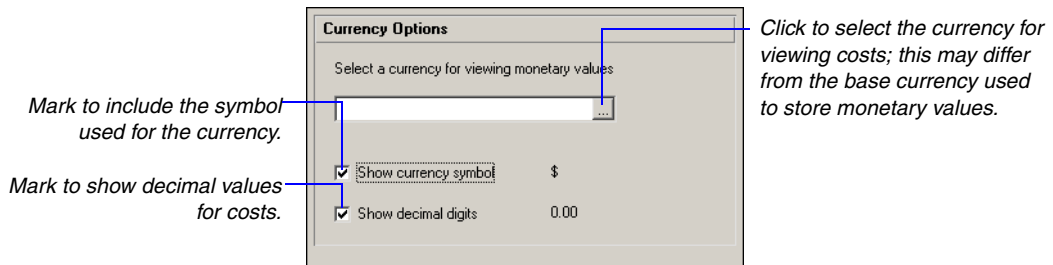 Currency Options
Select a currency for viewing monetary values
...
Show currency symbol $
Show decimal digits 0.00
Mark to include the symbol
used for the currency.
Mark to show decimal values
for costs.
Click to select the currency for
viewing costs; this may differ
from the base currency used
to store monetary values.